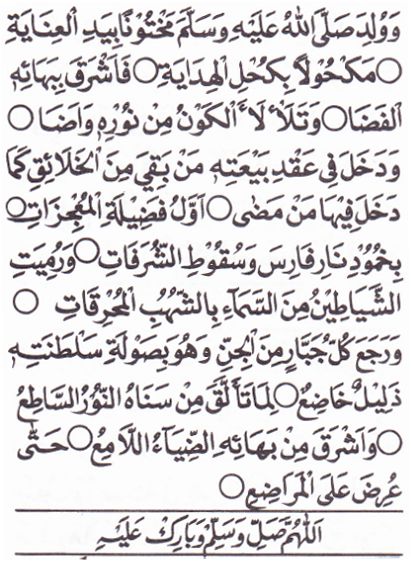 وَوُلِدَ صَلَّى اللهُ عَلَيْهِ وَسَلَّمَ مَخْتُوْنًا بِيَدِ الْعِنَايَةِ
○ مَكْحُوْلًا بِكُحْلِ الْهِدَايَةِ ○ فَاَشْرَقَ بِبَهَائِهِ
الْفَضَا ○ وَتَلَأْلَأَ الْكَوْنُ مِنْ نُوْرِهِ وَاَضَا ○
وَدَخَلَ فِى عَقْدِ بَيْعَتِهِ مَنْ بَقِيَ مِنَ الْخَلَائِقِ كَمَا
دَخَلَ فِيْهَا مَنْ مَضٰى ○ اَوَّلُ فَضِيْلَةِ الْمُعْجِزَاتِ ○
بِخُمُوْدِ نَارِ فَارِسَ وَسُقُوْطِ الشُّرَفَاتِ ○ وَرُمِيَتِ
الشَّيَاطِيْنُ مِنَ السَّمَاءِ بِالشُّهُبِ الْمُحْرِقَاتِ ○
وَرَجَعَ كُلُّ جَبَّارٍ مِنَ الْجِنِّ وَهُوَ بِصَوْلَةِ سَلْطَنَتِهِ
ذَلِيْلٌ خَاضِعٌ ○ لِمَا تَأَلَّقَ مِنْ سَنَاهُ النُّوْرُ السَّاطِعُ
○ وَاَشْرَقَ مِنْ بَهَائِهِ الضِّيَاءُ اللَّامِعُ ○ حَتّٰى
عُرِضَ عَلَى الْمَرَاضِعِ ○
اَللّٰهُمَّ صَلِّ وَسَلِّمْ وَبَارِكْ عَلَيْهِ